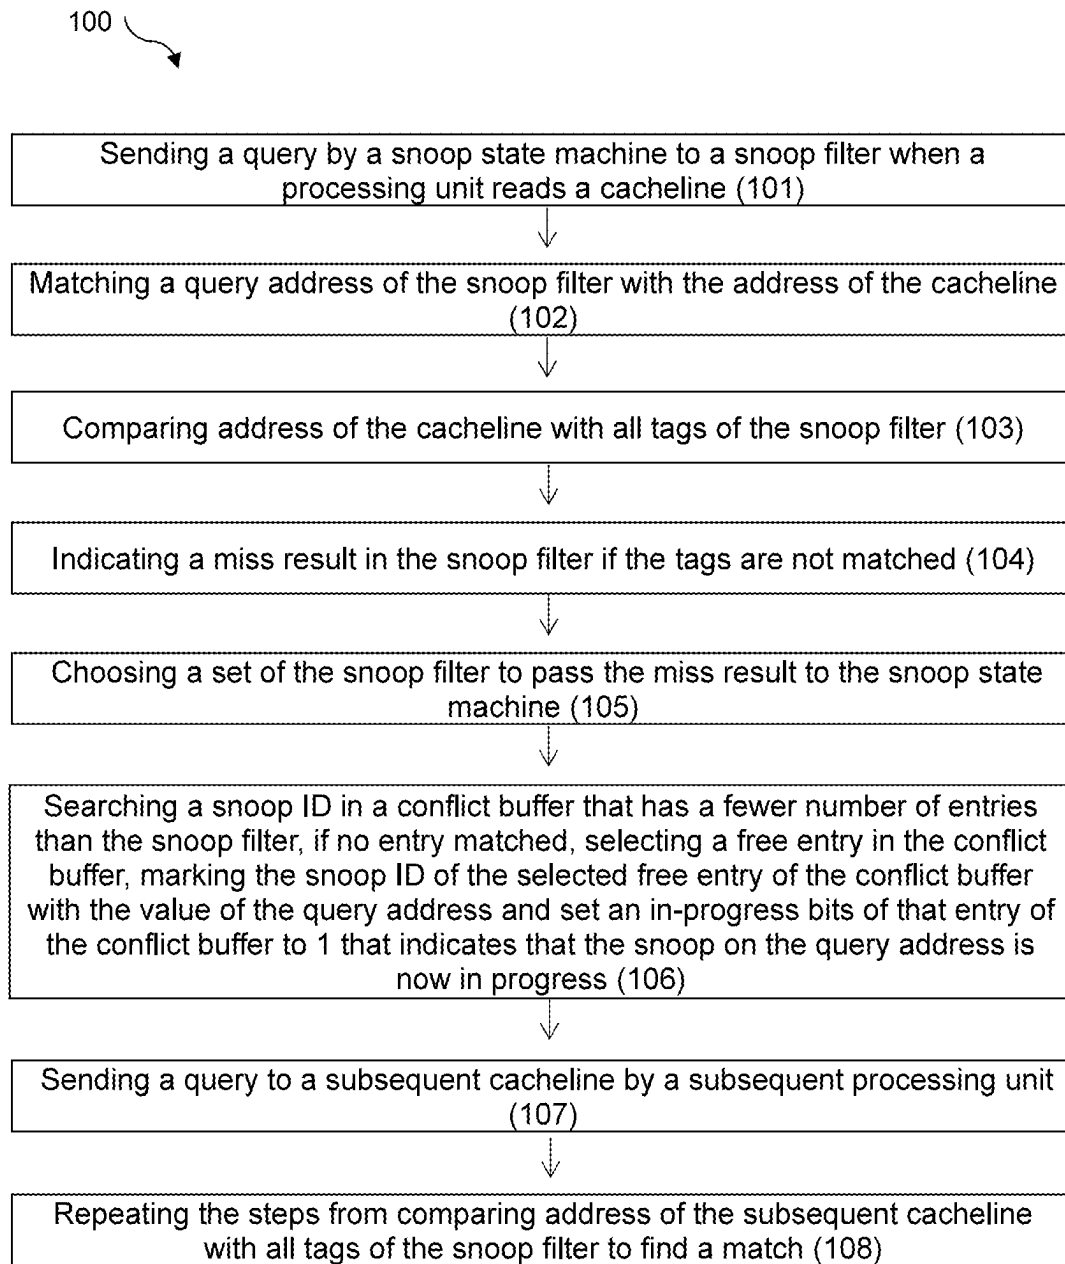 100
Sending a query by a snoop state machine to a snoop filter when a
processing unit reads a cacheline (101)
Matching a query address of the snoop filter with the address of the cacheline
(102)
Comparing address of the cacheline with all tags of the snoop filter (103)
Indicating a miss result in the snoop filter if the tags are not matched (104)
Choosing a set of the snoop filter to pass the miss result to the snoop state
machine (105)
Searching a snoop ID in a conflict buffer that has a fewer number of entries
than the snoop filter, if no entry matched, selecting a free entry in the conflict
buffer, marking the snoop ID of the selected free entry of the conflict buffer
with the value of the query address and set an in-progress bits of that entry of
the conflict buffer to 1 that indicates that the snoop on the query address is
now in progress (106)
Sending a query to a subsequent cacheline by a subsequent processing unit
(107)
Repeating the steps from comparing address of the subsequent cacheline
with all tags of the snoop filter to find a match (108)